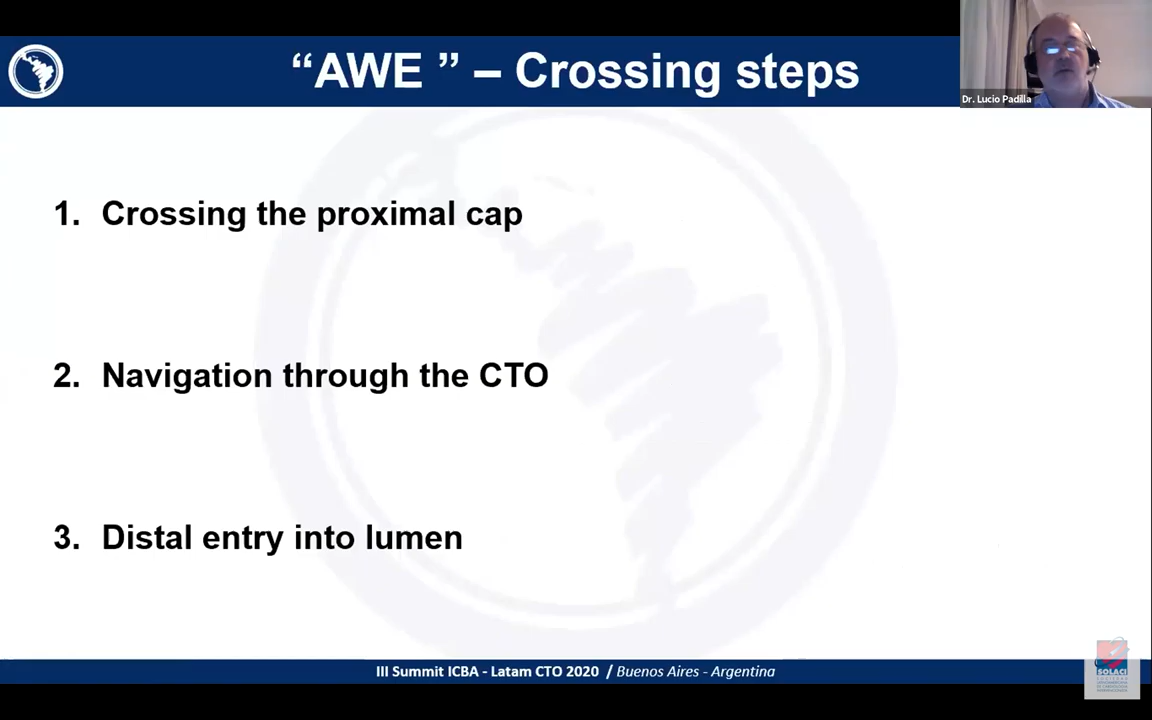 “AWE ” – Crossing steps
Dr. Lucio Padilla
1. Crossing the proximal cap
2. Navigation through the CTO
3. Distal entry into lumen
III Summit ICBA - Latam CTO 2020 / Buenos Aires - Argentina
SOLACI